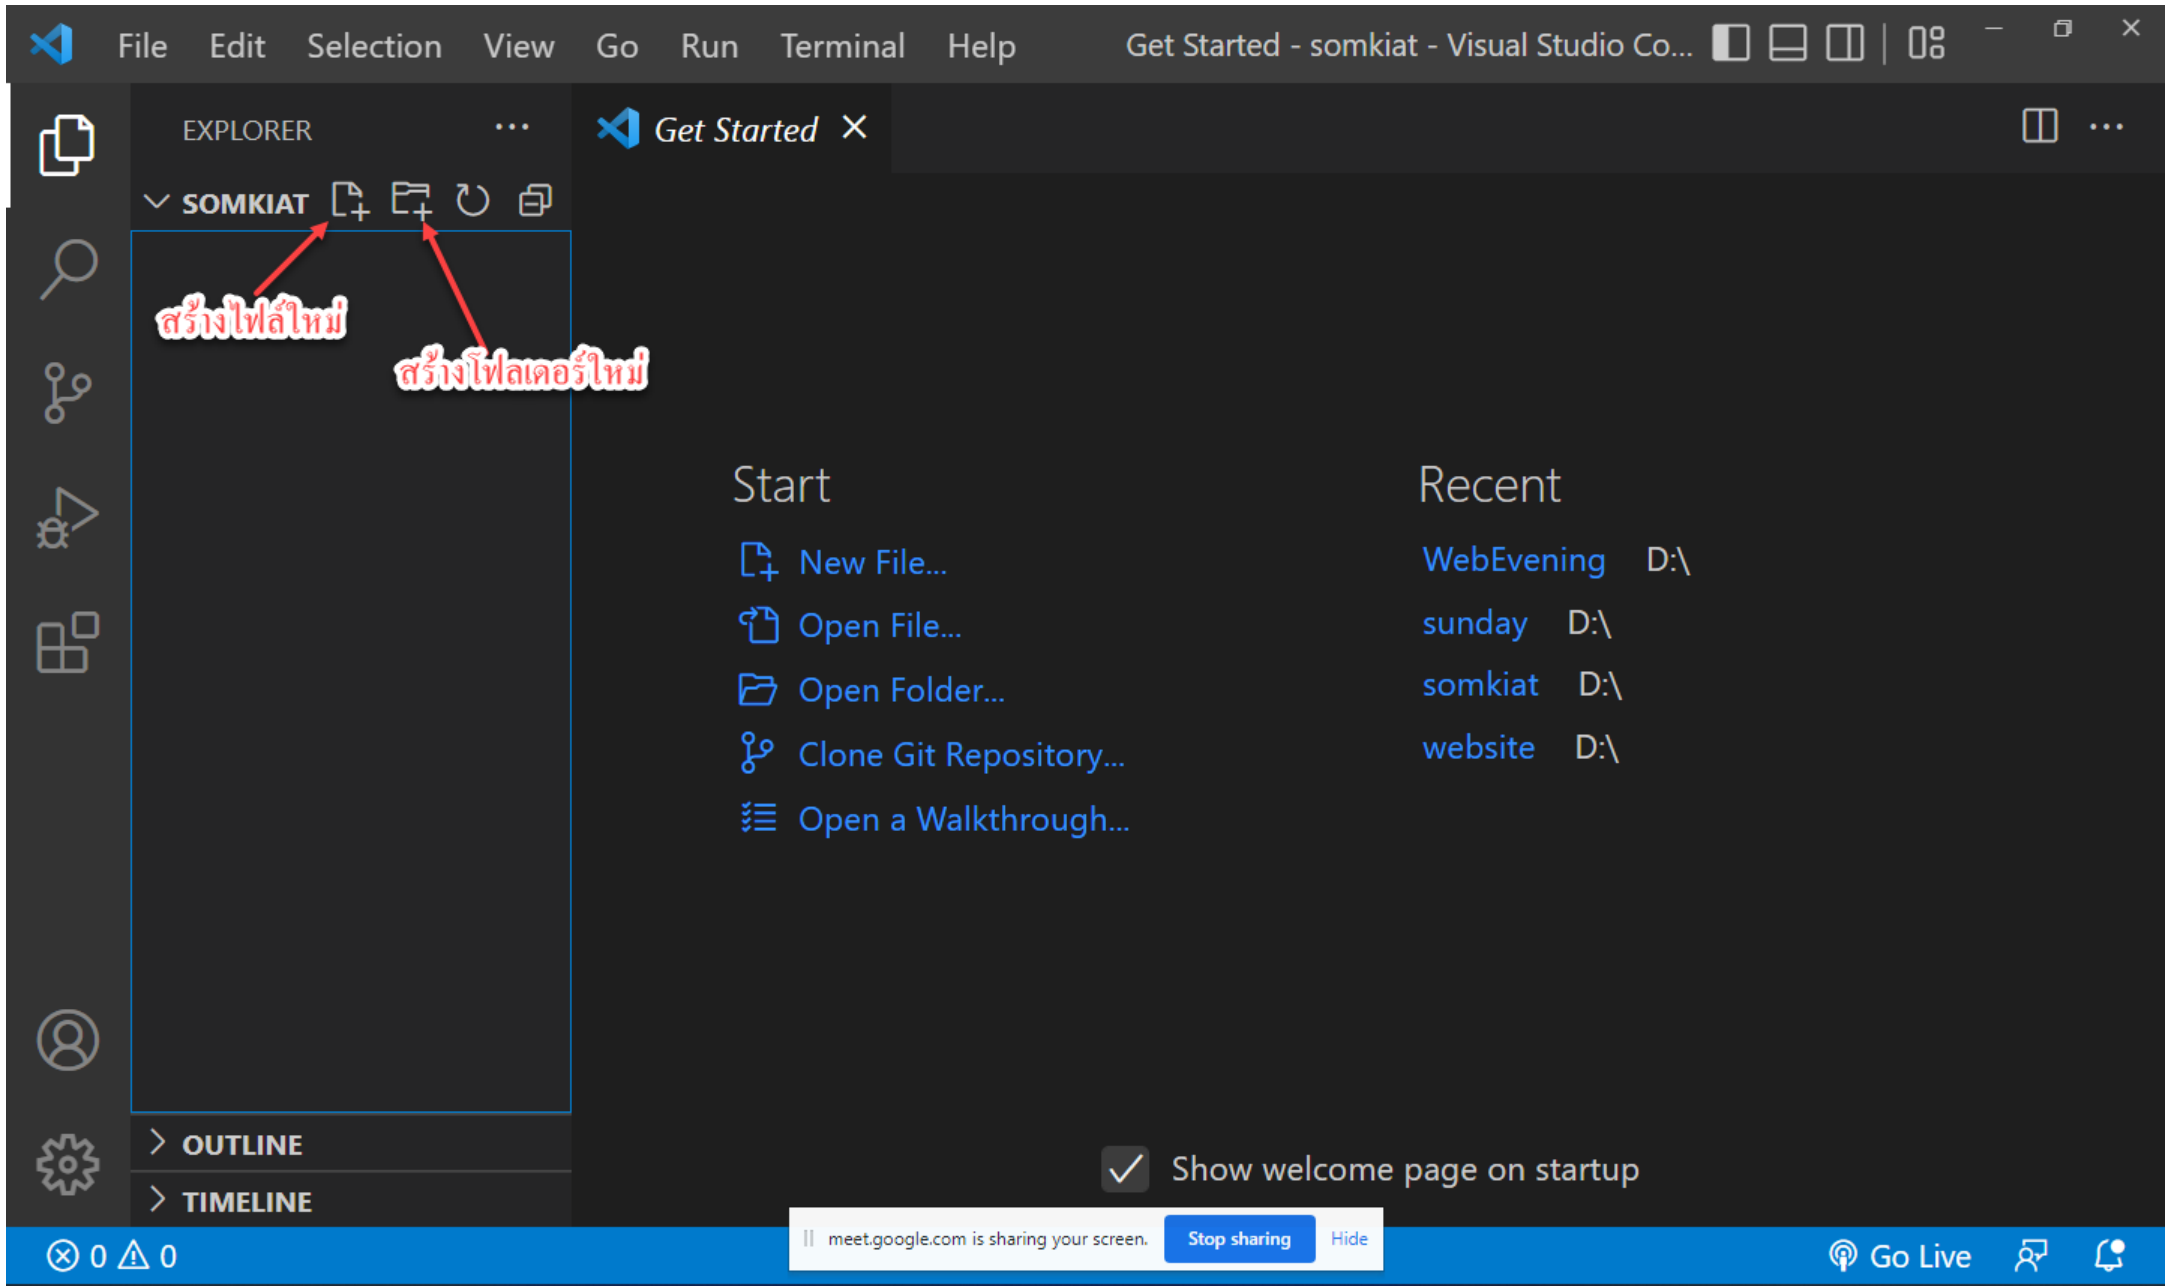 File Edit Selection View Go Run Terminal Help Get Started - somkiat - Visual Studio Co...
EXPLORER
Get Started
SOMKIAT
สร้างไฟล์ใหม่
สร้างโฟลเดอร์ใหม่
Start
New File...
Open File...
Open Folder...
Clone Git Repository...
Open a Walkthrough...
Recent
WebEvening D:\
sunday D:\
somkiat D:\
website D:\
OUTLINE
TIMELINE
Show welcome page on startup
meet.google.com is sharing your screen. Stop sharing Hide
0 0
Go Live